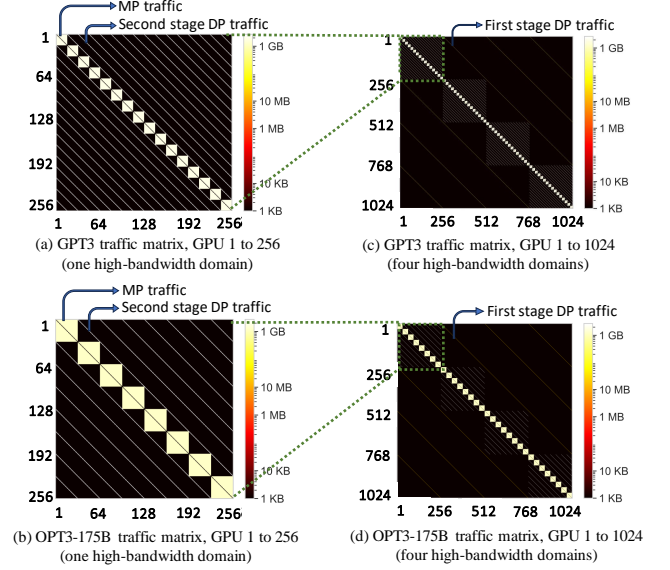 MP traffic
Second stage DP traffic
1
64
128
192
256
1 64 128 192 256
1 GB
10 MB
1 MB
10 KB
1 KB
(a) GPT3 traffic matrix, GPU 1 to 256
(one high-bandwidth domain)
First stage DP traffic
1
256
512
768
1024
1 256 512 768 1024
1 GB
10 MB
1 MB
10 KB
1 KB
(c) GPT3 traffic matrix, GPU 1 to 1024
(four high-bandwidth domains)
MP traffic
Second stage DP traffic
1
64
128
192
256
1 64 128 192 256
1 GB
10 MB
1 MB
10 KB
1 KB
(b) OPT3-175B traffic matrix, GPU 1 to 256
(one high-bandwidth domain)
First stage DP traffic
1
256
512
768
1024
1 256 512 768 1024
1 GB
10 MB
1 MB
10 KB
1 KB
(d) OPT3-175B traffic matrix, GPU 1 to 1024
(four high-bandwidth domains)